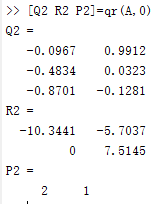 >> [Q2 R2 P2]=qr(A,0)
Q2 =
-0.0967 0.9912
-0.4834 0.0323
-0.8701 -0.1281
R2 =
-10.3441 -5.7037
0 7.5145
P2 =
2 1